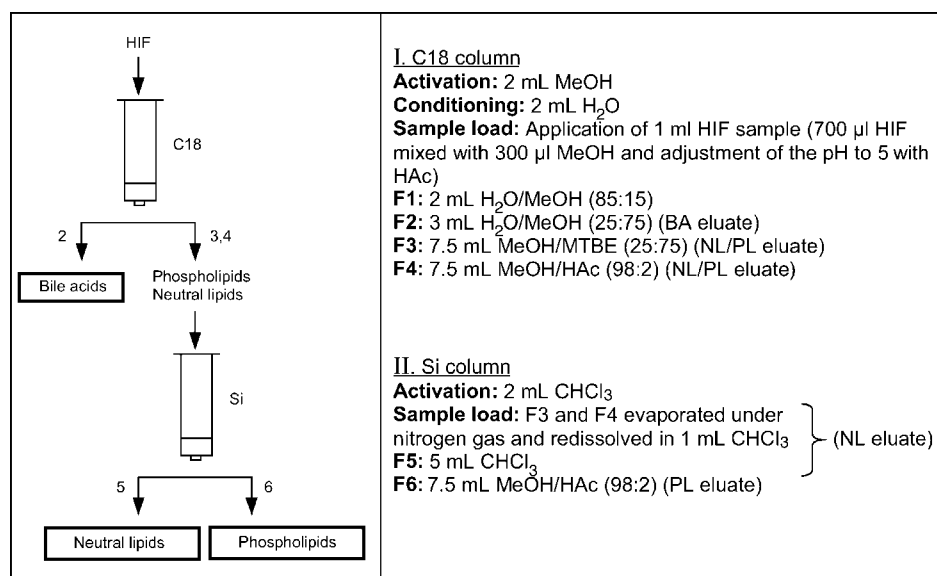 HIF
C18
2
3,4
Bile acids
Phospholipids
Neutral lipids
Si
5
6
Neutral lipids
Phospholipids
I. C18 column
Activation: 2 mL MeOH
Conditioning: 2 mL H₂O
Sample load: Application of 1 ml HIF sample (700 µl HIF
mixed with 300 µl MeOH and adjustment of the pH to 5 with
HAc)
F1: 2 mL H₂O/MeOH (85:15)
F2: 3 mL H₂O/MeOH (25:75) (BA eluate)
F3: 7.5 mL MeOH/MTBE (25:75) (NL/PL eluate)
F4: 7.5 mL MeOH/HAc (98:2) (NL/PL eluate)
II. Si column
Activation: 2 mL CHCl₃
Sample load: F3 and F4 evaporated under
nitrogen gas and redissolved in 1 mL CHCl₃
(NL eluate)
F5: 5 mL CHCl₃
F6: 7.5 mL MeOH/HAc (98:2) (PL eluate)